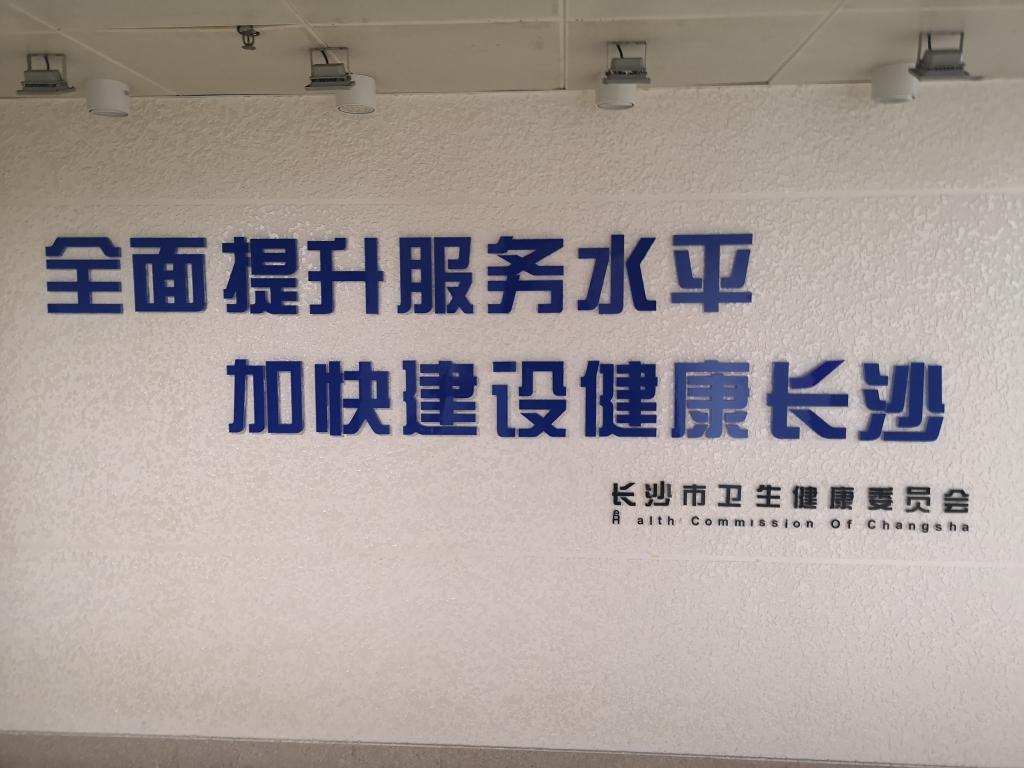 全面提升服务水平
加快建设健康长沙
长沙市卫生健康委员会
Health Commission Of Changsha